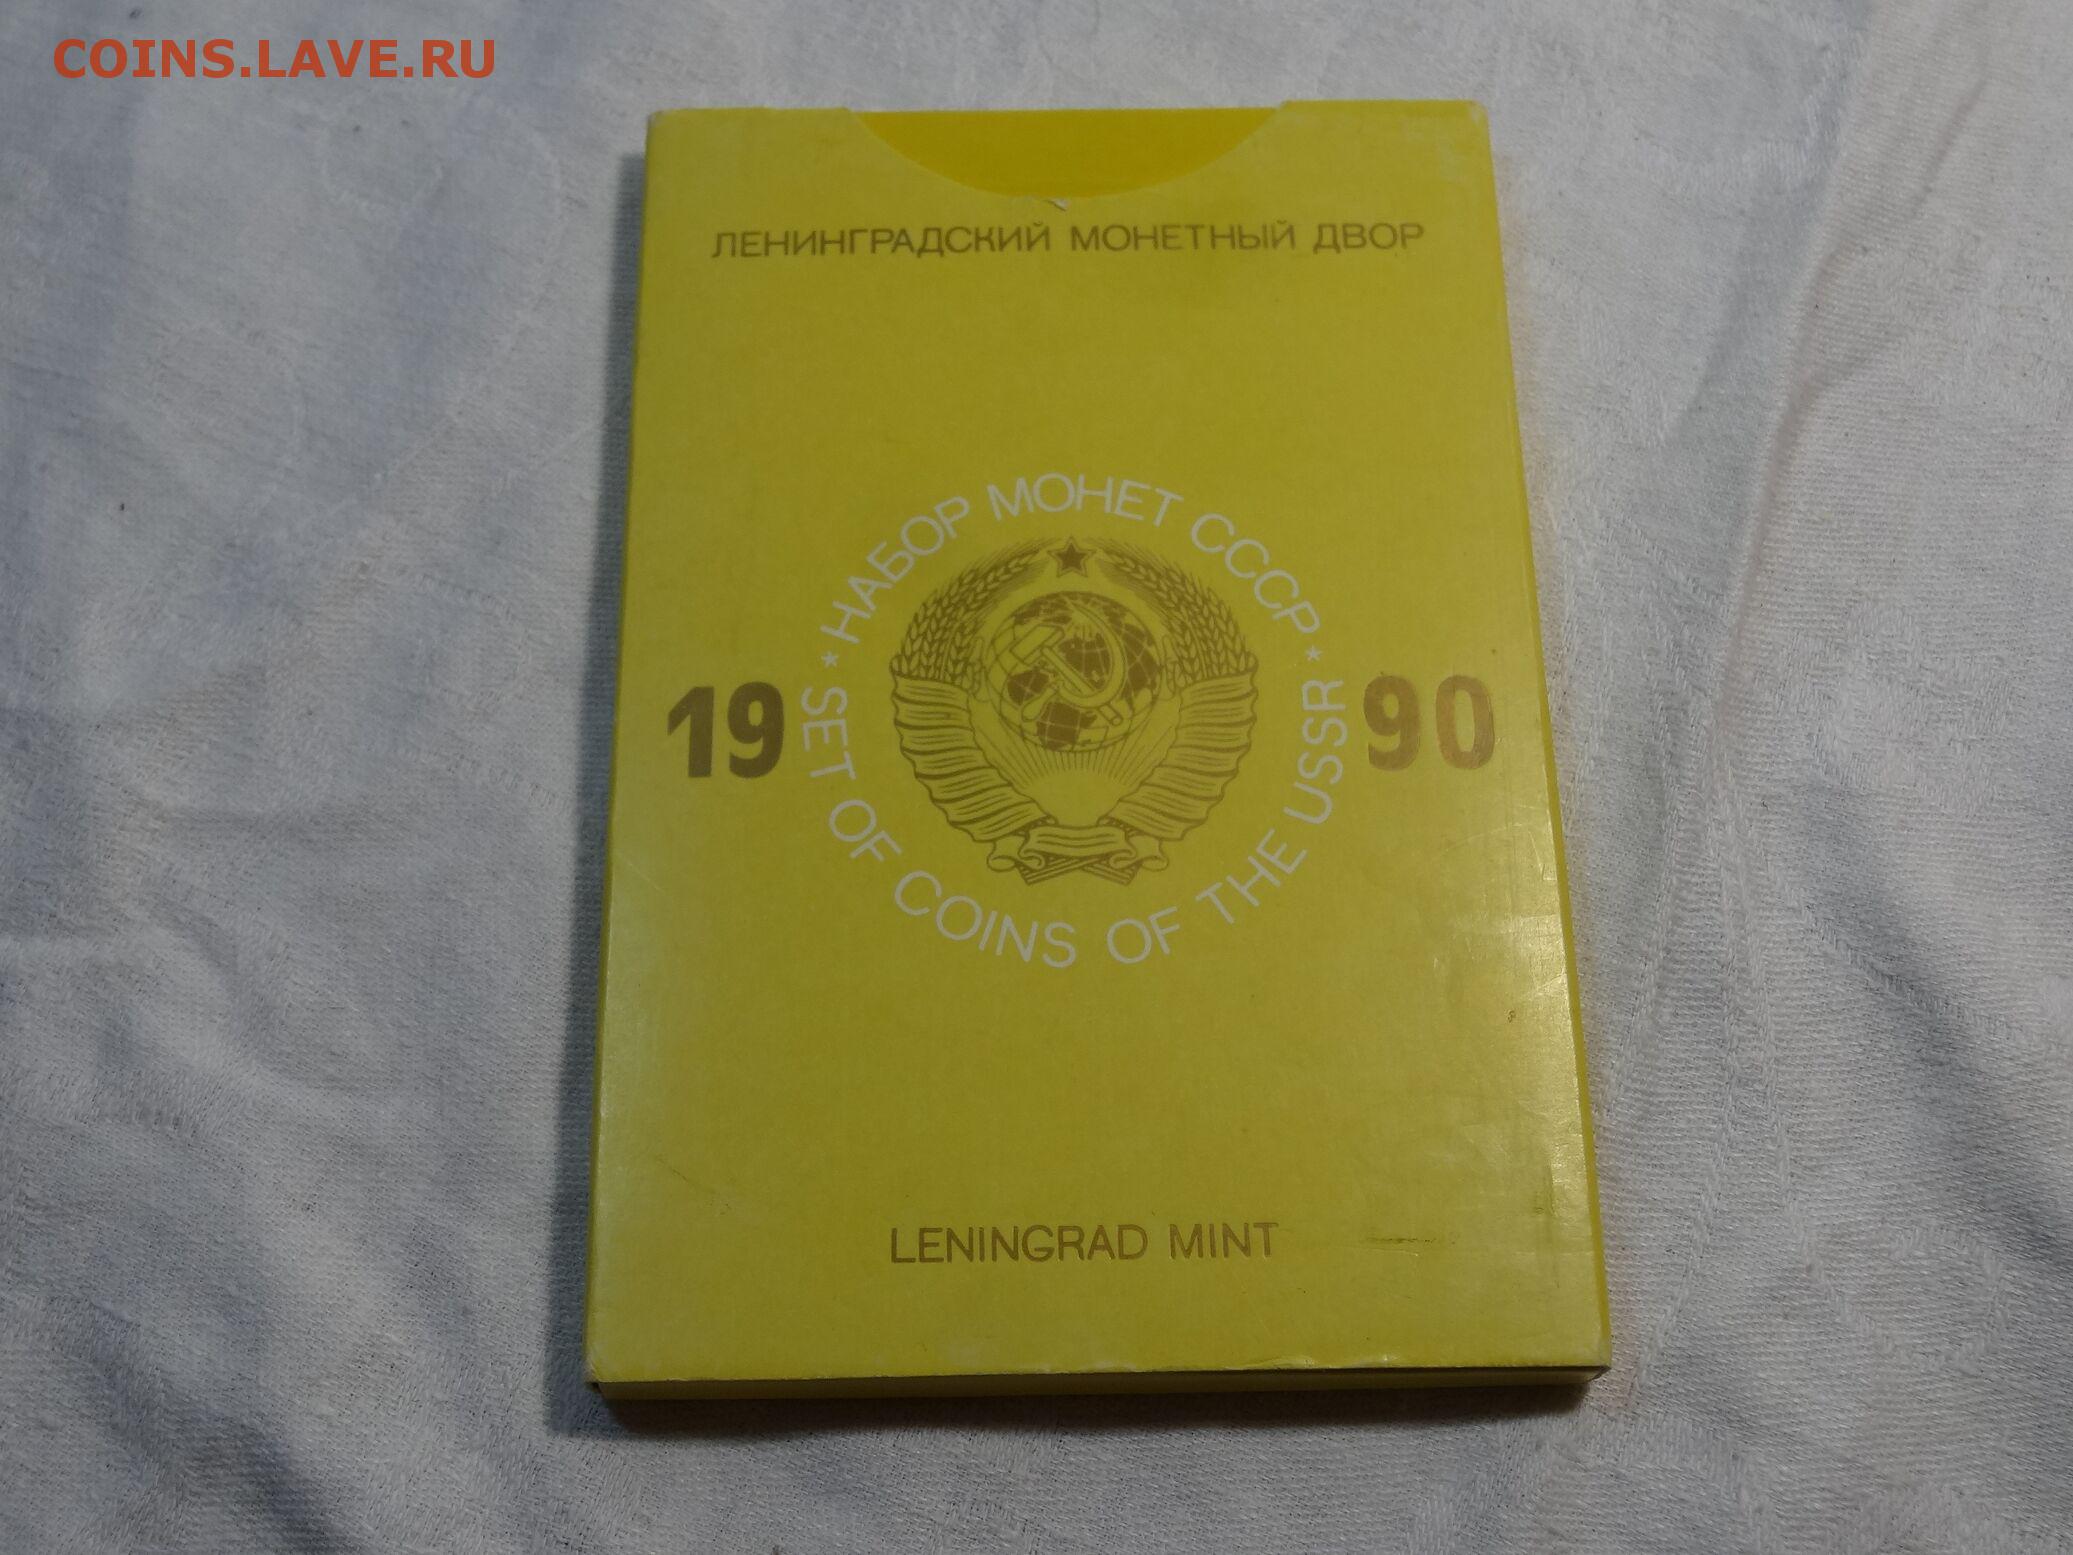 COINS.LAVE.RU
ЛЕНИНГРАДСКИЙ МОНЕТНЫЙ ДВОР
* НАБОР МОНЕТ СССР *
19 90
SET OF COINS OF THE USSR
LENINGRAD MINT